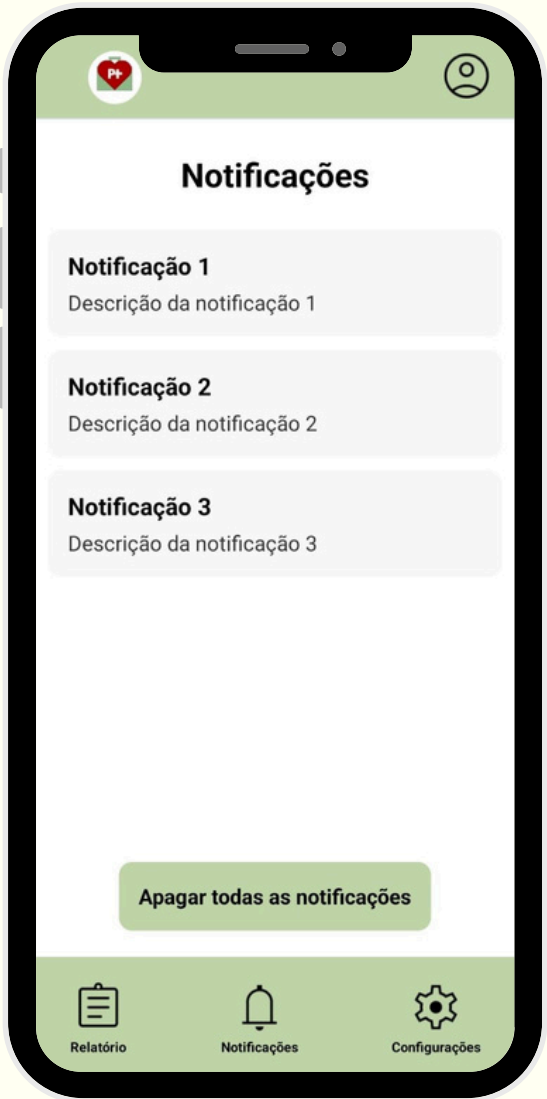 P+
Notificações
Notificação 1
Descrição da notificação 1
Notificação 2
Descrição da notificação 2
Notificação 3
Descrição da notificação 3
Apagar todas as notificações
Relatório
Notificações
Configurações